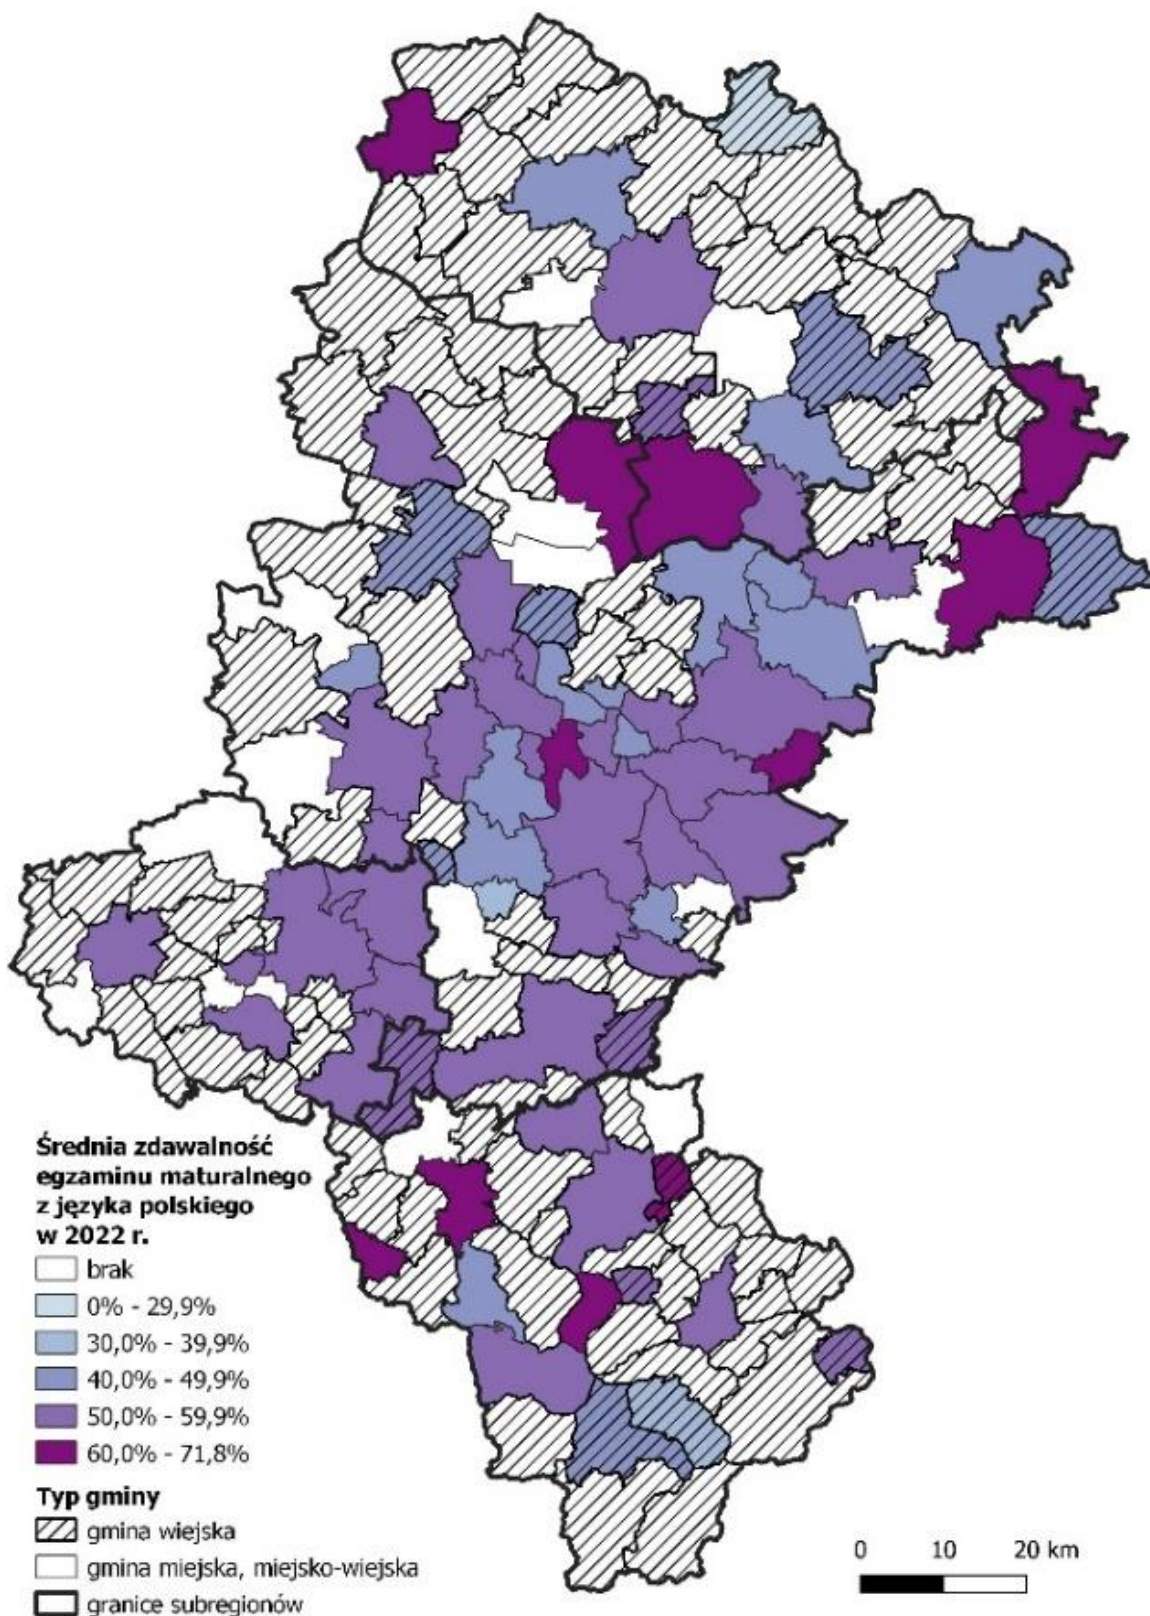 Średnia zdawalność
egzaminu maturalnego
z języka polskiego
w 2022 r.
brak
0% - 29,9%
30,0% - 39,9%
40,0% - 49,9%
50,0% - 59,9%
60,0% - 71,8%
Typ gminy
gmina wiejska
gmina miejska, miejsko-wiejska
granice subregionów
0 10 20 km